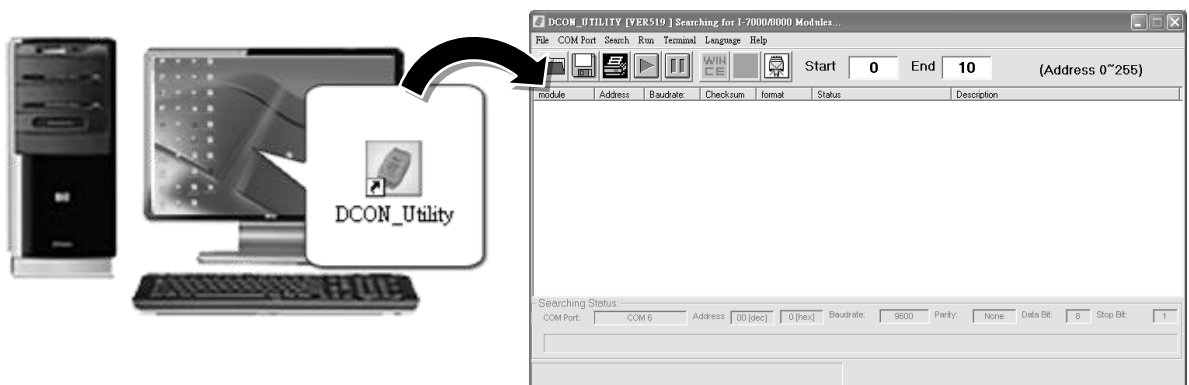 DCON_Utility
DCON_UTILITY [VER519 ] Searching for I-7000/8000 Modules...
File COM Port Search Run Terminal Language Help
WIN CE Start 0 End 10 (Address 0~255)
module Address Baudrate: Checksum format Status Description
Searching Status:
COM Port: COM 6 Address 00 [dec] 0 [hex] Baudrate: 9600 Parity: None Data Bit: 8 Stop Bit: 1